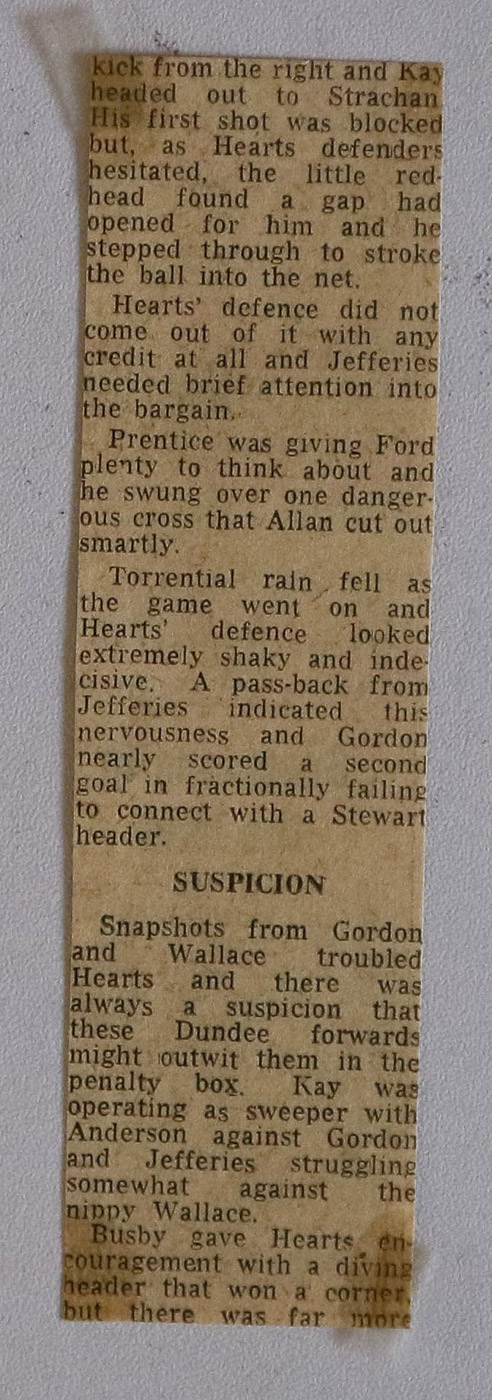 kick from the right and Kay
headed out to Strachan
His first shot was blocked
but, as Hearts defenders
hesitated, the little red-
head found a gap had
opened for him and he
stepped through to stroke
the ball into the net.
Hearts' defence did not
come out of it with any
credit at all and Jefferies
needed brief attention into
the bargain.
Prentice was giving Ford
plenty to think about and
he swung over one danger-
ous cross that Allan cut out
smartly.
Torrential rain fell as
the game went on and
Hearts' defence looked
extremely shaky and inde-
cisive. A pass-back from
Jefferies indicated this
nervousness and Gordon
nearly scored a second
goal in fractionally failing
to connect with a Stewart
header.
SUSPICION
Snapshots from Gordon
and Wallace troubled
Hearts and there was
always a suspicion that
these Dundee forwards
might outwit them in the
penalty box. Kay was
operating as sweeper with
Anderson against Gordon
and Jefferies struggling
somewhat against the
nippy Wallace.
Busby gave Hearts en-
couragement with a diving
header that won a corner,
but there was far more